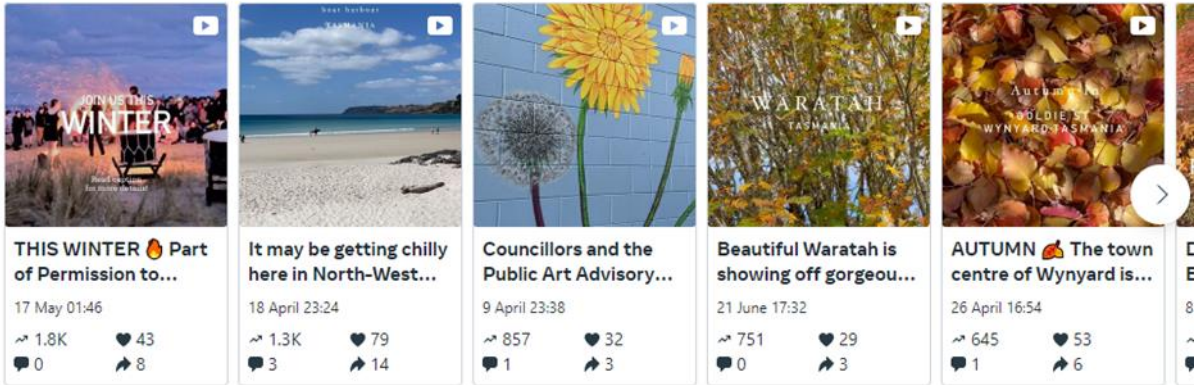 JOIN US THIS
WINTER
Read caption
for more details!
THIS WINTER 🔥 Part
of Permission to...
17 May 01:46
1.8K 43
0 8
boat harbour
TASMANIA
It may be getting chilly
here in North-West...
18 April 23:24
1.3K 79
3 14
Councillors and the
Public Art Advisory...
9 April 23:38
857 32
1 3
WARATAH
TASMANIA
Beautiful Waratah is
showing off gorgeou...
21 June 17:32
751 29
0 3
Autumn in
GOLDIE ST
WYNYARD TASMANIA
AUTUMN 🍂 The town
centre of Wynyard is...
26 April 16:54
645 53
1 6